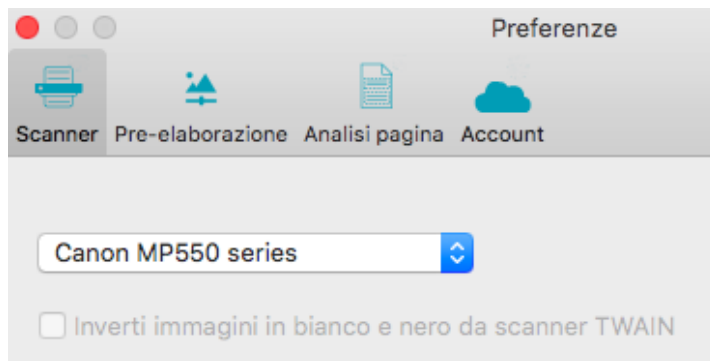 Preferenze
Scanner Pre-elaborazione Analisi pagina Account
Canon MP550 series
Inverti immagini in bianco e nero da scanner TWAIN